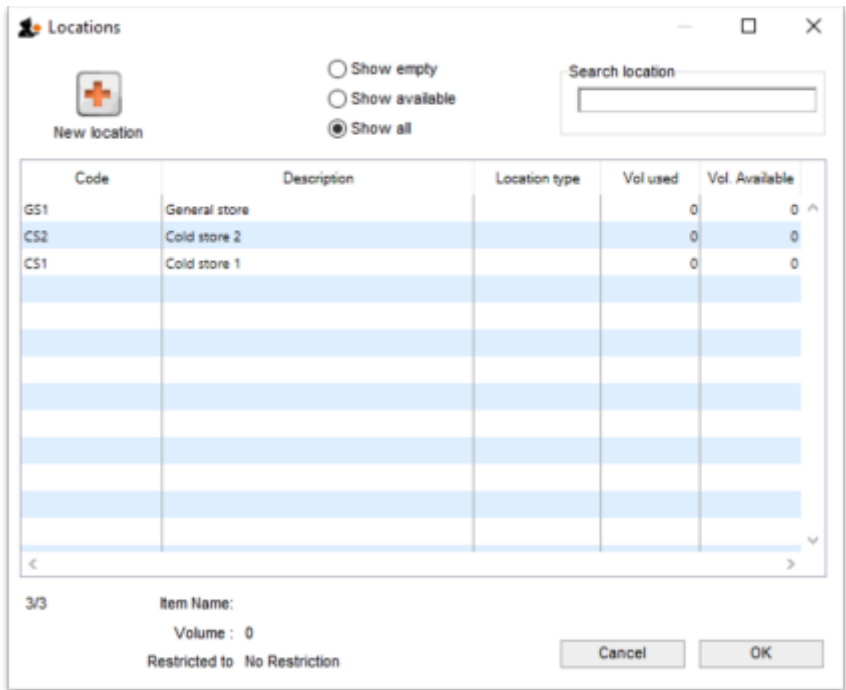 Locations
Show empty
Show available
Show all
Search location
New location
Code Description Location type Vol used Vol. Available
GS1 General store 0 0
CS2 Cold store 2 0 0
CS1 Cold store 1 0 0
3/3 Item Name:
Volume : 0
Restricted to No Restriction
Cancel OK